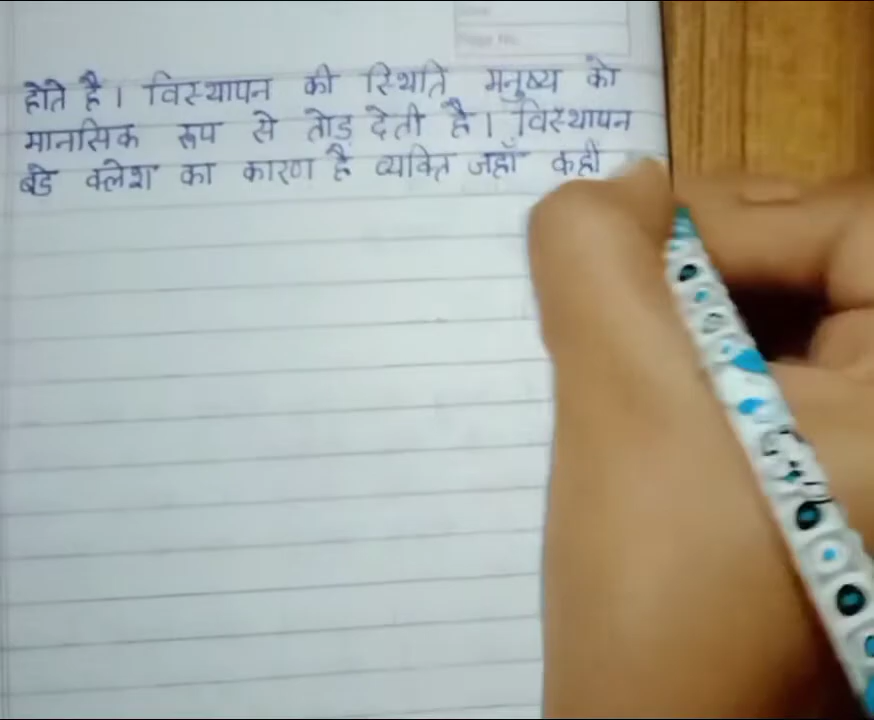 होते है। विस्थापन की स्थिति मनुष्य को
मानसिक रूप से तोड़ देती है। विस्थापन
बडे क्लेश का कारण है व्यक्ति जहाँ कही